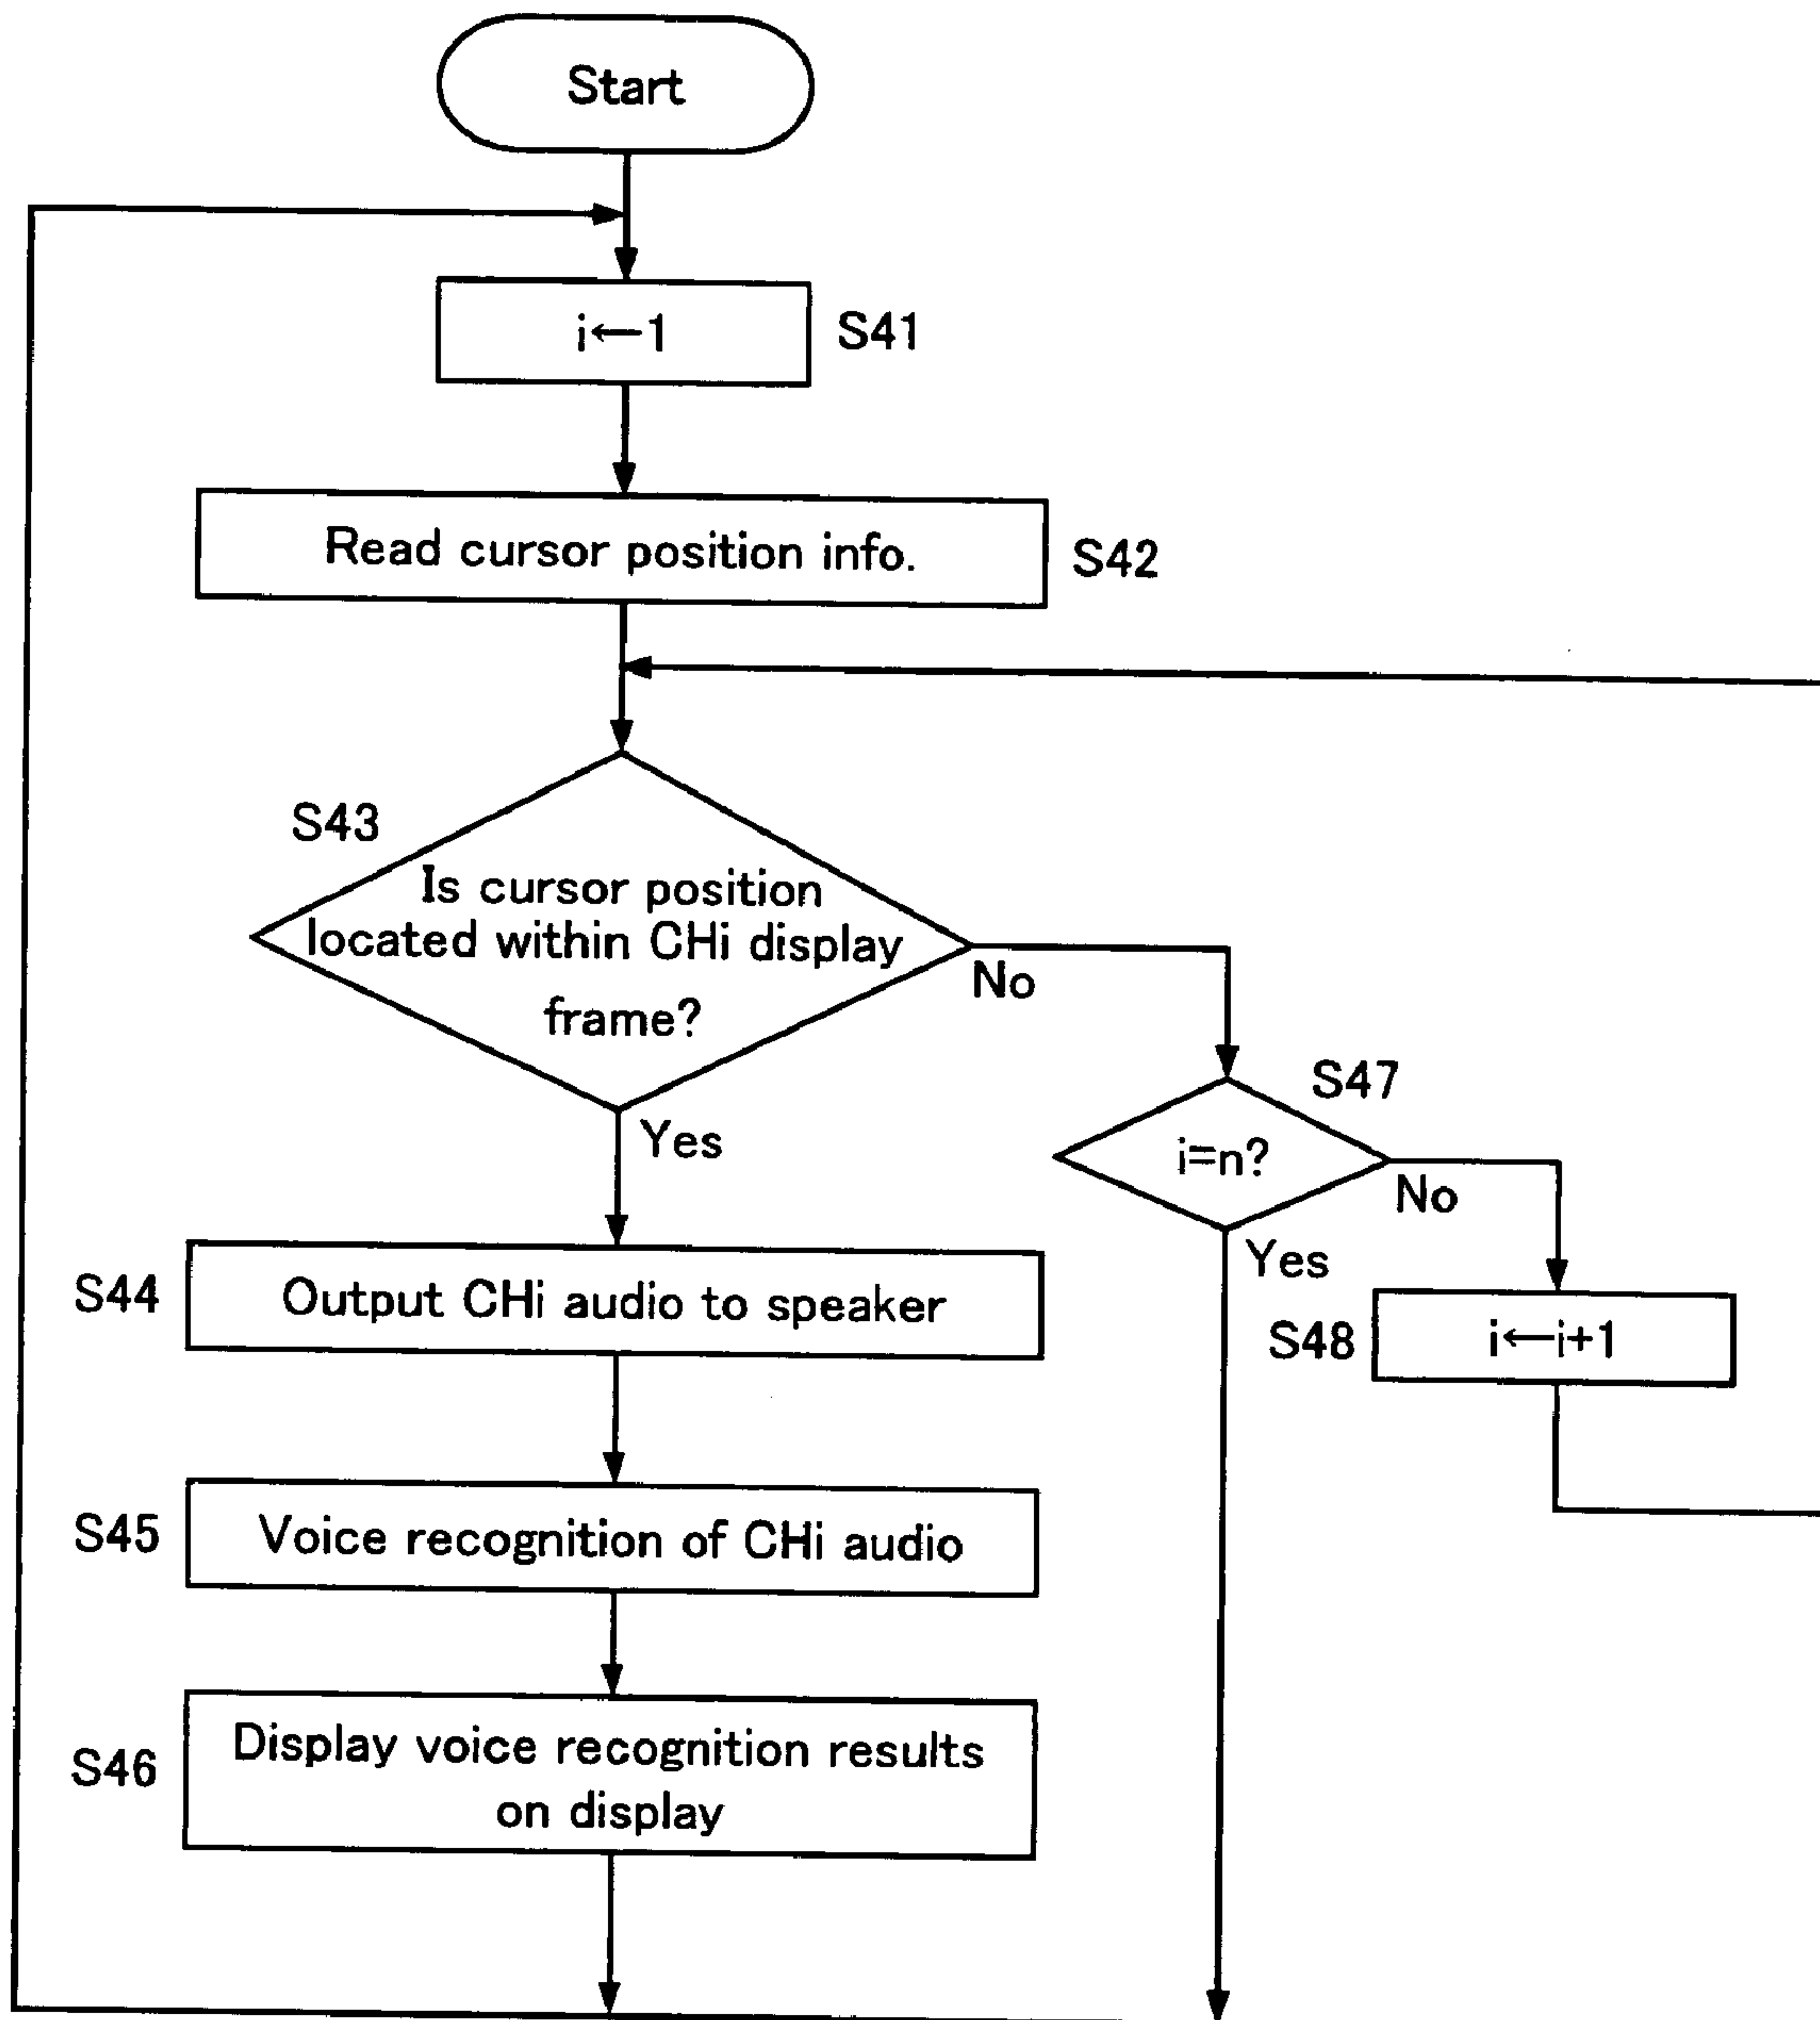 Start
i←1
S41
Read cursor position info.
S42
S43
Is cursor position
located within CHi display
frame?
No
Yes
S47
i=n?
No
Yes
S44
Output CHi audio to speaker
S48
i←i+1
S45
Voice recognition of CHi audio
S46
Display voice recognition results
on display